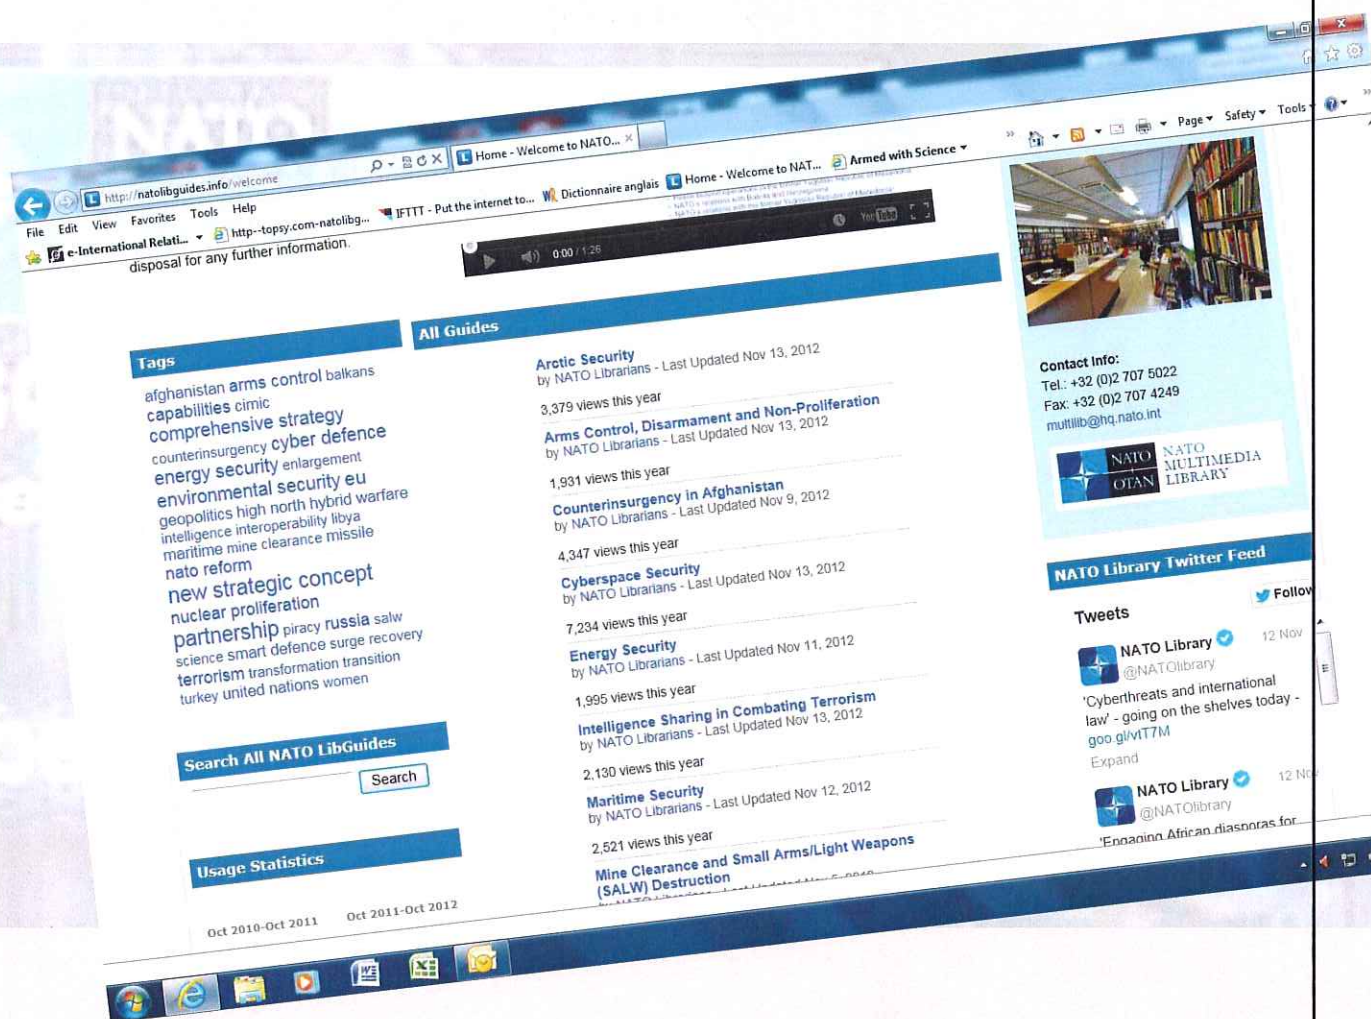 NATO
http://natolibguides.info/welcome
Home - Welcome to NATO...
File Edit View Favorites Tools Help
e-International Relati...
http--topsy.com-natolibg...
IFTTT - Put the internet to...
Dictionnaire anglais
Home - Welcome to NAT...
Armed with Science
Page Safety Tools
disposal for any further information.
0:00 / 1:26
You Tube
Tags
afghanistan arms control balkans
capabilities cimic
comprehensive strategy
counterinsurgency cyber defence
energy security enlargement
environmental security eu
geopolitics high north hybrid warfare
intelligence interoperability libya
maritime mine clearance missile
nato reform
new strategic concept
nuclear proliferation
partnership piracy russia salw
science smart defence surge recovery
terrorism transformation transition
turkey united nations women
Search All NATO LibGuides
Search
Usage Statistics
Oct 2010-Oct 2011 Oct 2011-Oct 2012
All Guides
Arctic Security
by NATO Librarians - Last Updated Nov 13, 2012
3,379 views this year
Arms Control, Disarmament and Non-Proliferation
by NATO Librarians - Last Updated Nov 13, 2012
1,931 views this year
Counterinsurgency in Afghanistan
by NATO Librarians - Last Updated Nov 9, 2012
4,347 views this year
Cyberspace Security
by NATO Librarians - Last Updated Nov 13, 2012
7,234 views this year
Energy Security
by NATO Librarians - Last Updated Nov 11, 2012
1,995 views this year
Intelligence Sharing in Combating Terrorism
by NATO Librarians - Last Updated Nov 13, 2012
2,130 views this year
Maritime Security
by NATO Librarians - Last Updated Nov 12, 2012
2,521 views this year
Mine Clearance and Small Arms/Light Weapons
(SALW) Destruction
Contact Info:
Tel.: +32 (0)2 707 5022
Fax: +32 (0)2 707 4249
multilib@hq.nato.int
NATO
OTAN
NATO
MULTIMEDIA
LIBRARY
NATO Library Twitter Feed
Tweets
Follow
NATO Library 12 Nov
@NATOlibrary
'Cyberthreats and international
law' - going on the shelves today -
goo.gl/vtT7M
Expand
NATO Library 12 Nov
@NATOlibrary
'Engaging African diasporas for